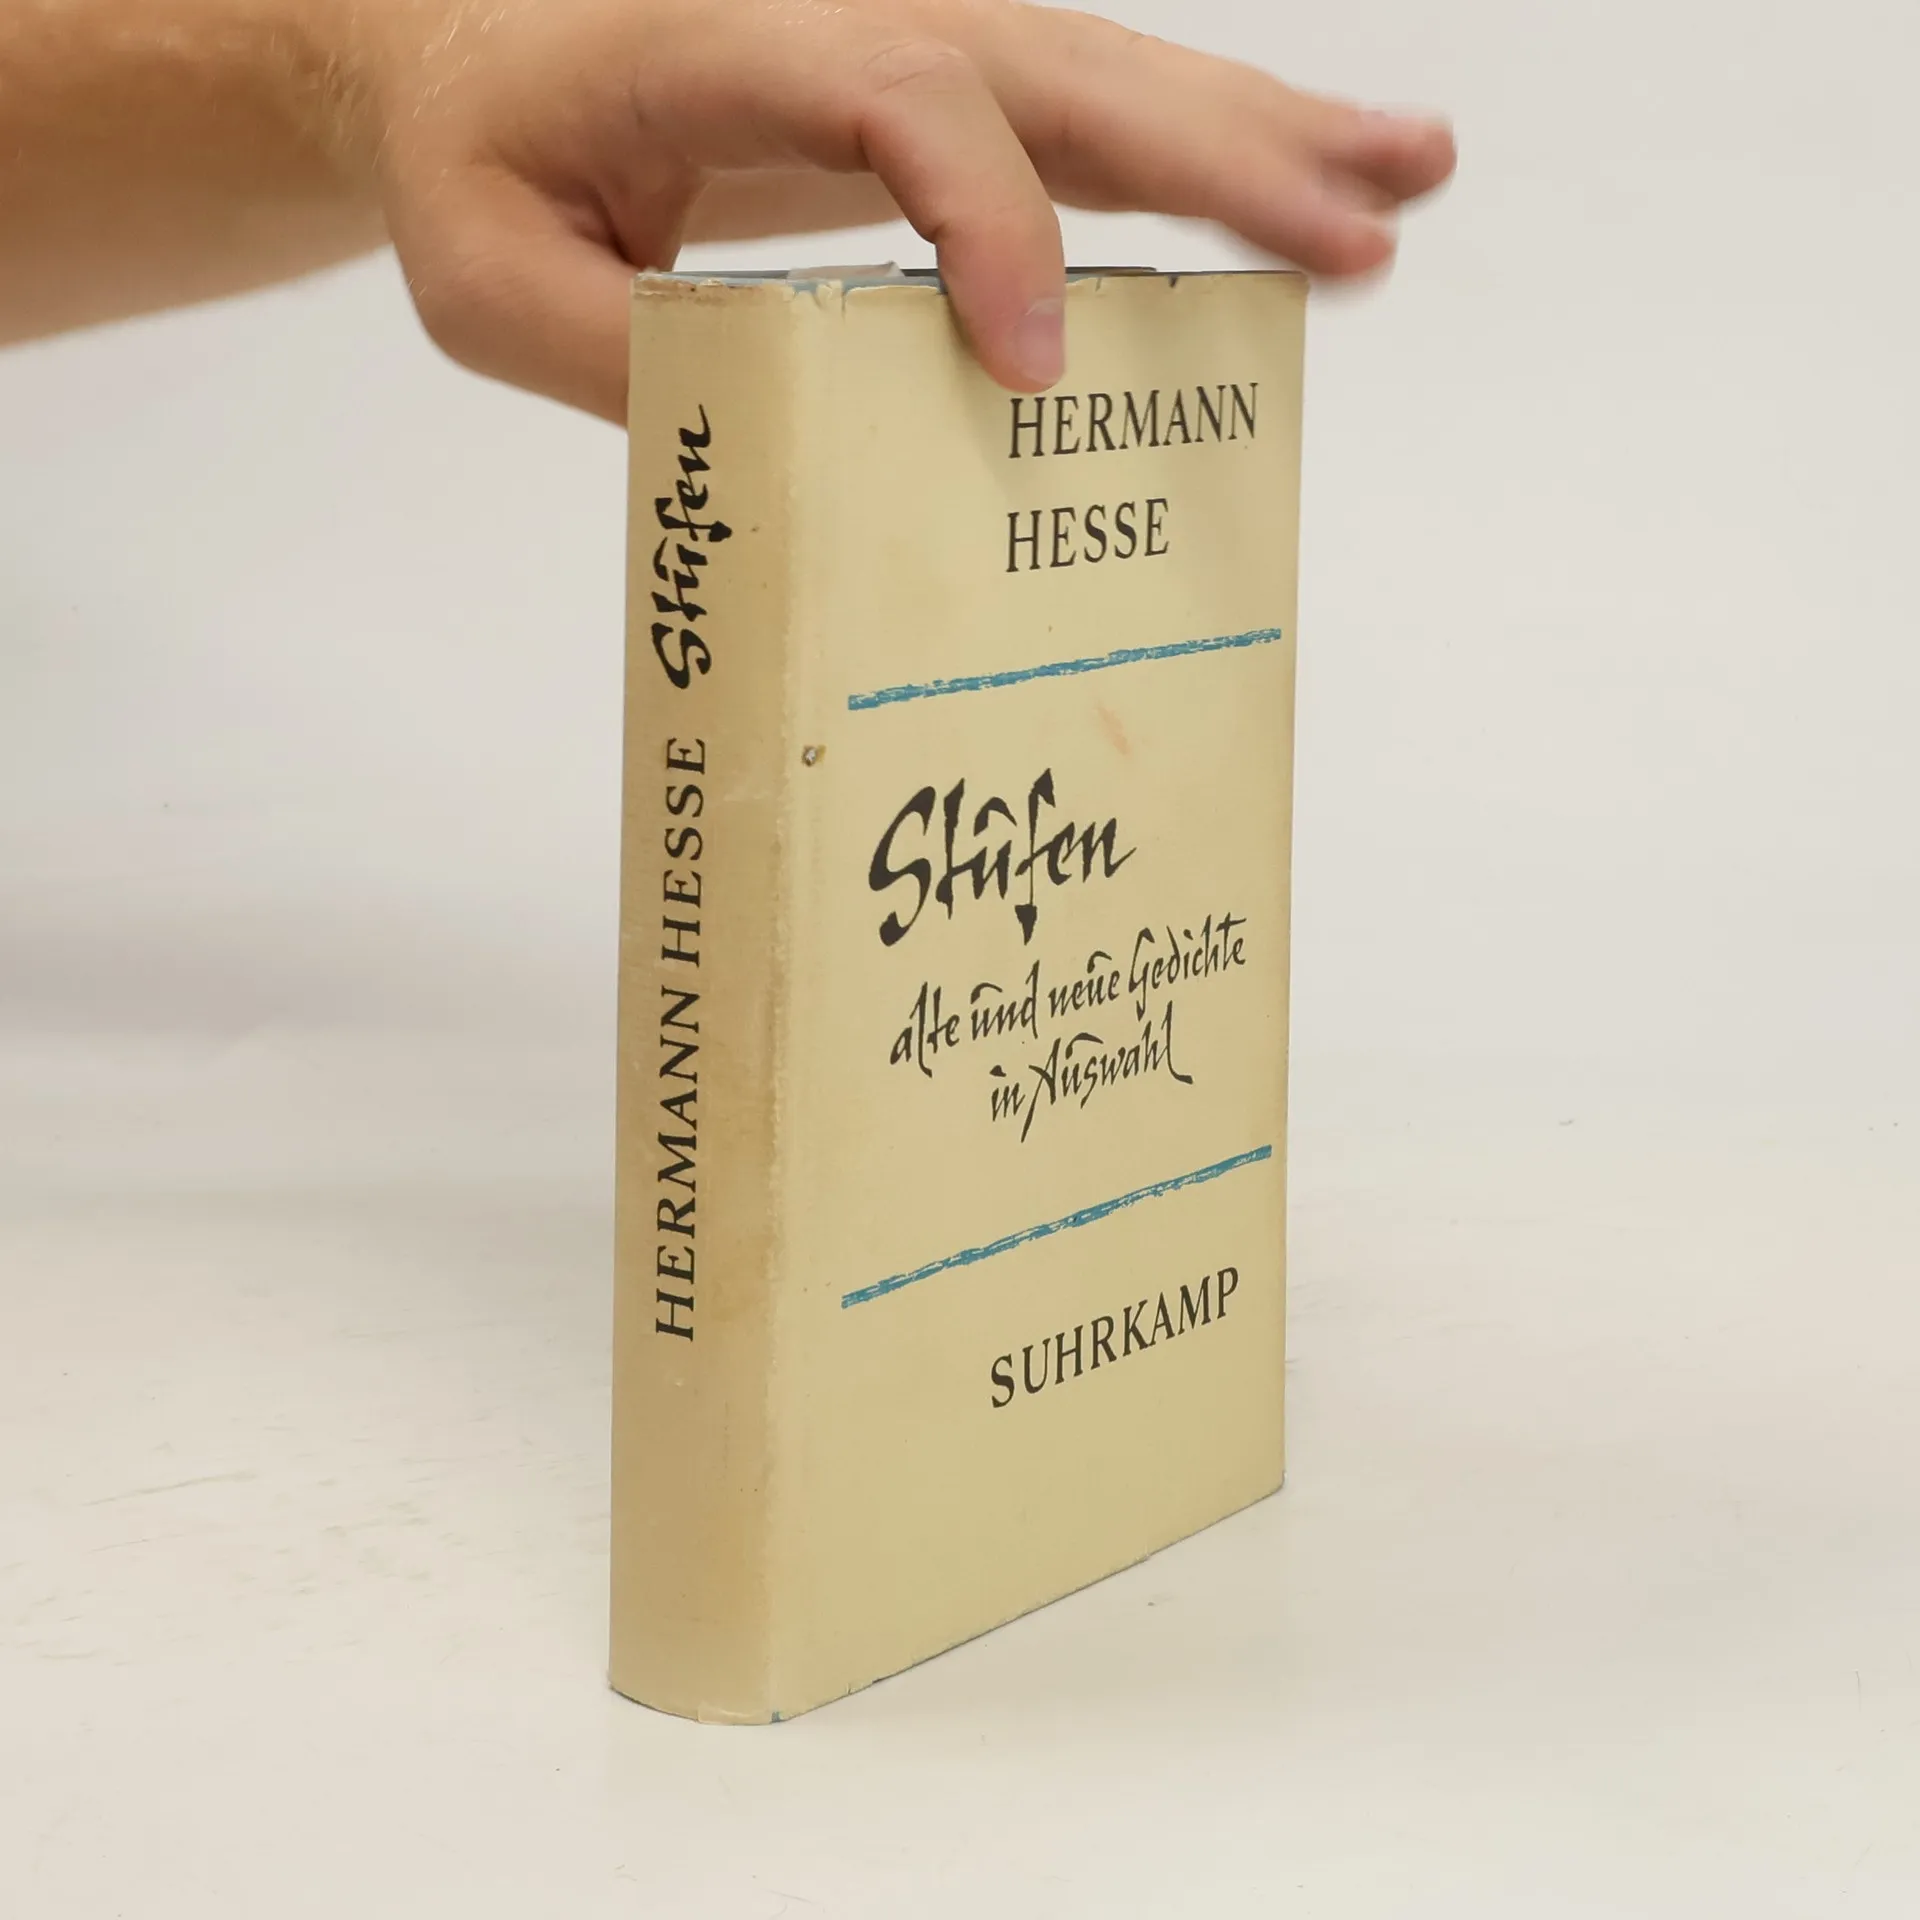 HERMANN HESSE Stufen
HERMANN
HESSE
Stufen
alte und neue Gedichte
in Auswahl
SUHRKAMP